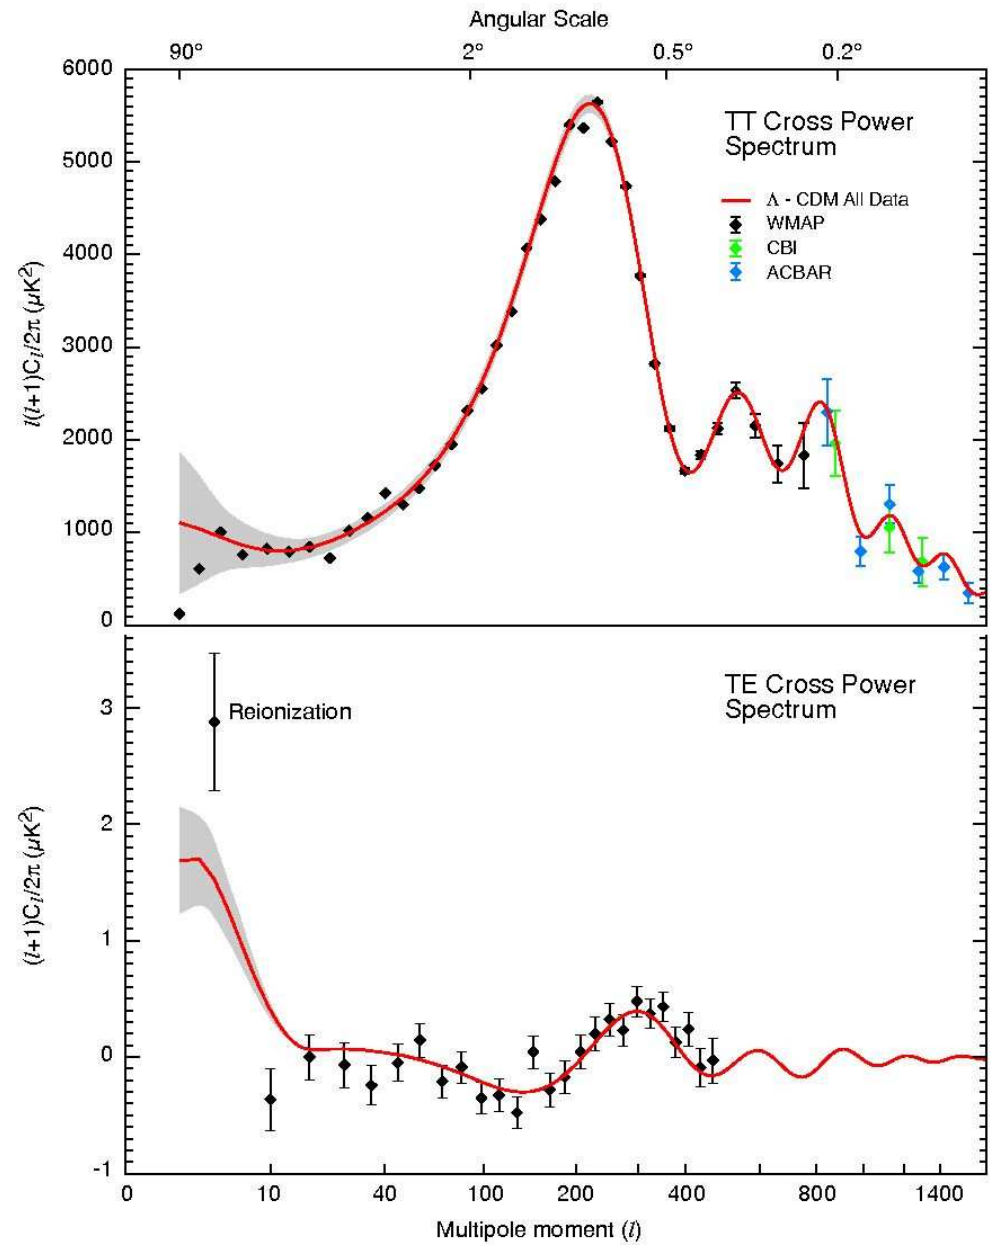 Angular Scale
90° 2° 0.5° 0.2°
6000
5000
4000
3000
2000
1000
0
l(l+1)Cl/2π (μK²)
TT Cross Power
Spectrum
Λ - CDM All Data
WMAP
CBI
ACBAR
3
2
1
0
-1
(l+1)Cl/2π (μK²)
Reionization
TE Cross Power
Spectrum
0 10 40 100 200 400 800 1400
Multipole moment (l)